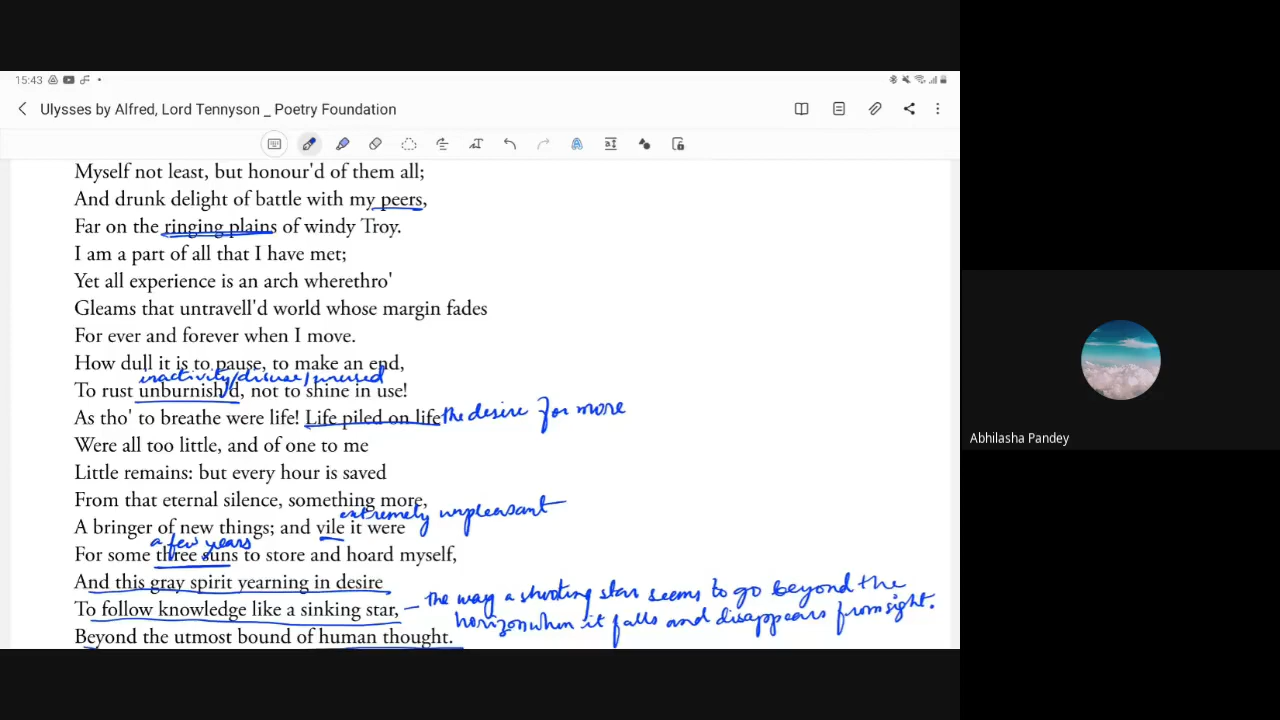 15:43
Ulysses by Alfred, Lord Tennyson _ Poetry Foundation
Myself not least, but honour'd of them all;
And drunk delight of battle with my peers,
Far on the ringing plains of windy Troy.
I am a part of all that I have met;
Yet all experience is an arch wherethro'
Gleams that untravell'd world whose margin fades
For ever and forever when I move.
How dull it is to pause, to make an end,
inactivity/disuse/unused
To rust unburnish'd, not to shine in use!
As tho' to breathe were life! Life piled on life the desire for more
Were all too little, and of one to me
Little remains: but every hour is saved
From that eternal silence, something more,
extremely unpleasant
A bringer of new things; and vile it were
a few years
For some three suns to store and hoard myself,
And this gray spirit yearning in desire
To follow knowledge like a sinking star, – the way a shooting star seems to go beyond the
horizon when it falls and disappears from sight.
Beyond the utmost bound of human thought.
Abhilasha Pandey